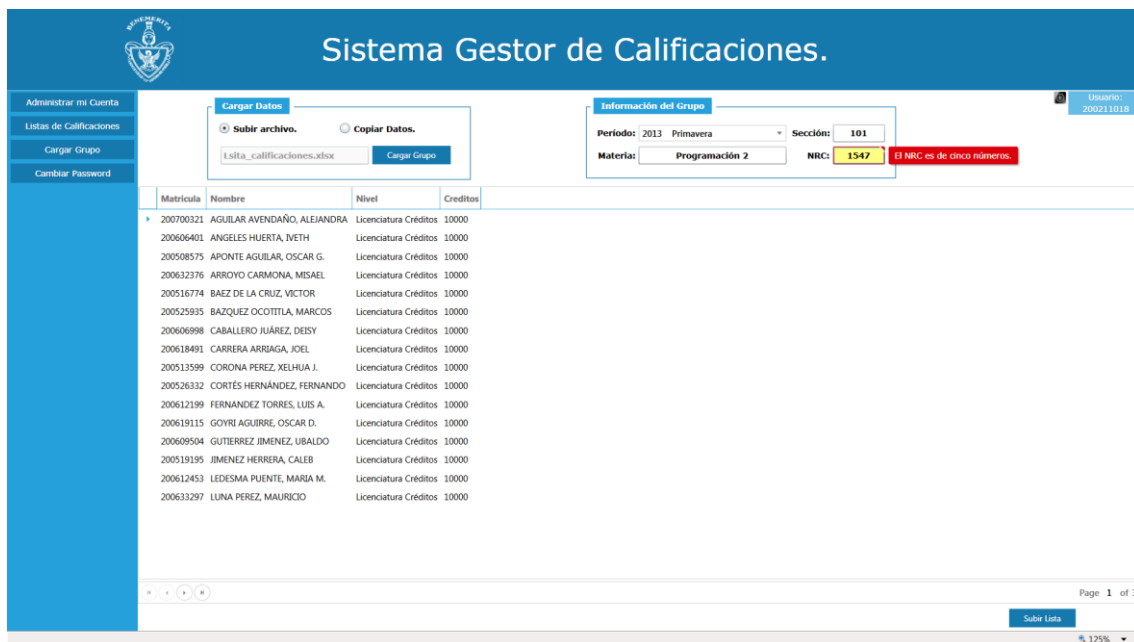 BENEMERITA
Sistema Gestor de Calificaciones.
Administrar mi Cuenta
Listas de Calificaciones
Cargar Grupo
Cambiar Password
Cargar Datos
Subir archivo. Copiar Datos.
Lsita_calificaciones.xlsx Cargar Grupo
Información del Grupo
Período: 2013 Primavera Sección: 101
Materia: Programación 2 NRC: 1547 El NRC es de cinco números.
Usuario:
200211018
Matricula Nombre Nivel Creditos
200700321 AGUILAR AVENDAÑO, ALEJANDRA Licenciatura Créditos 10000
200606401 ANGELES HUERTA, IVETH Licenciatura Créditos 10000
200508575 APONTE AGUILAR, OSCAR G. Licenciatura Créditos 10000
200632376 ARROYO CARMONA, MISAEL Licenciatura Créditos 10000
200516774 BAEZ DE LA CRUZ, VICTOR Licenciatura Créditos 10000
200525935 BAZQUEZ OCOTITLA, MARCOS Licenciatura Créditos 10000
200606998 CABALLERO JUÁREZ, DEISY Licenciatura Créditos 10000
200618491 CARRERA ARRIAGA, JOEL Licenciatura Créditos 10000
200513599 CORONA PEREZ, XELHUA J. Licenciatura Créditos 10000
200526332 CORTÉS HERNÁNDEZ, FERNANDO Licenciatura Créditos 10000
200612199 FERNANDEZ TORRES, LUIS A. Licenciatura Créditos 10000
200619115 GOYRI AGUIRRE, OSCAR D. Licenciatura Créditos 10000
200609504 GUTIERREZ JIMENEZ, UBALDO Licenciatura Créditos 10000
200519195 JIMENEZ HERRERA, CALEB Licenciatura Créditos 10000
200612453 LEDESMA PUENTE, MARIA M. Licenciatura Créditos 10000
200633297 LUNA PEREZ, MAURICIO Licenciatura Créditos 10000
Page 1 of 3
Subir Lista
125%